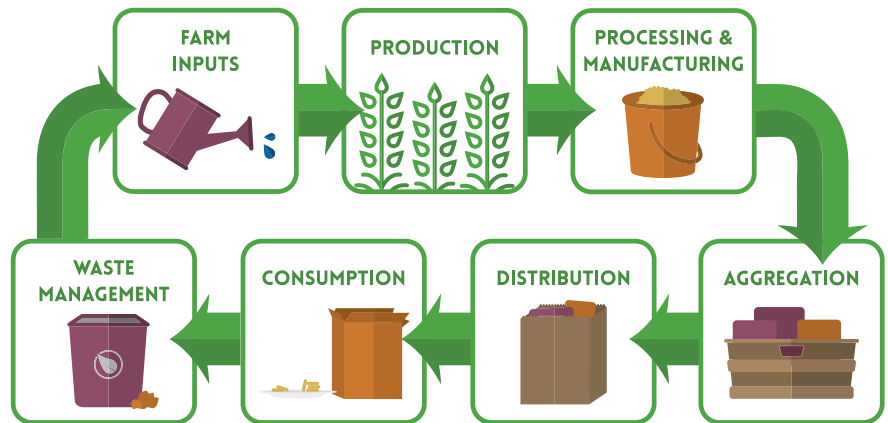 FARM
INPUTS
PRODUCTION
PROCESSING &
MANUFACTURING
AGGREGATION
DISTRIBUTION
CONSUMPTION
WASTE
MANAGEMENT